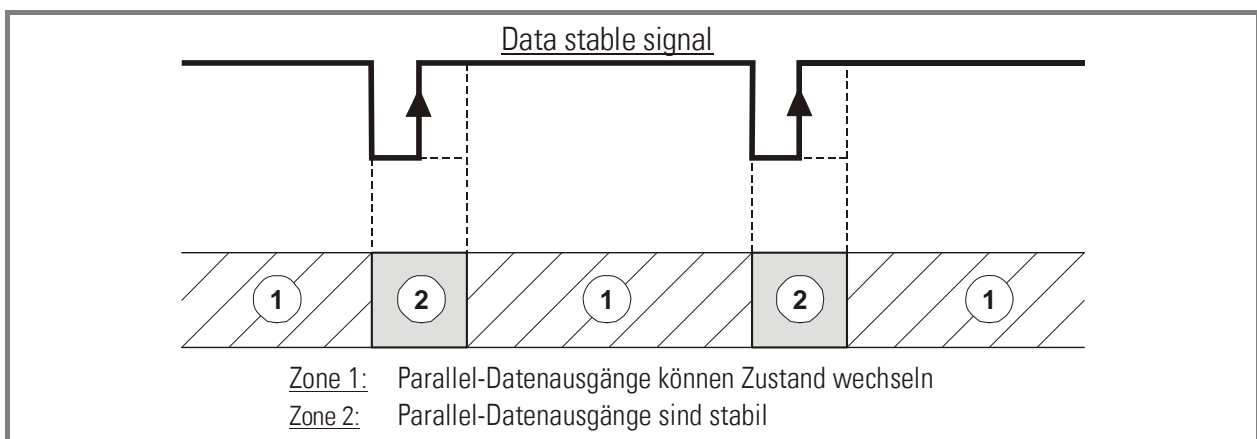 Data stable signal
1 2 1 2 1
Zone 1: Parallel-Datenausgänge können Zustand wechseln
Zone 2: Parallel-Datenausgänge sind stabil